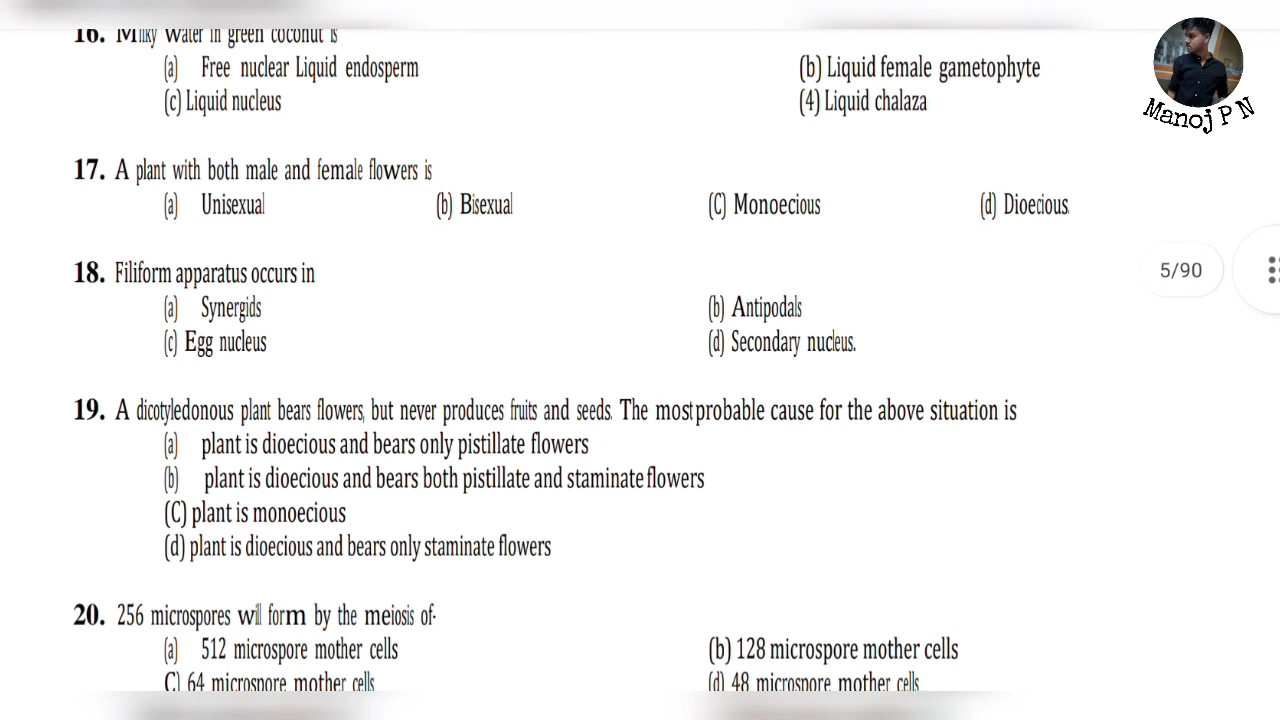 16. Milky Water in green coconut is
(a) Free nuclear Liquid endosperm (b) Liquid female gametophyte
(c) Liquid nucleus (4) Liquid chalaza
17. A plant with both male and female flowers is
(a) Unisexual (b) Bisexual (C) Monoecious (d) Dioecious.
18. Filiform apparatus occurs in
(a) Synergids (b) Antipodals
(c) Egg nucleus (d) Secondary nucleus.
19. A dicotyledonous plant bears flowers, but never produces fruits and seeds. The most probable cause for the above situation is
(a) plant is dioecious and bears only pistillate flowers
(b) plant is dioecious and bears both pistillate and staminate flowers
(C) plant is monoecious
(d) plant is dioecious and bears only staminate flowers
20. 256 microspores will form by the meiosis of-
(a) 512 microspore mother cells (b) 128 microspore mother cells
C) 64 microspore mother cells (d) 48 microspore mother cells
Manoj P N
5/90